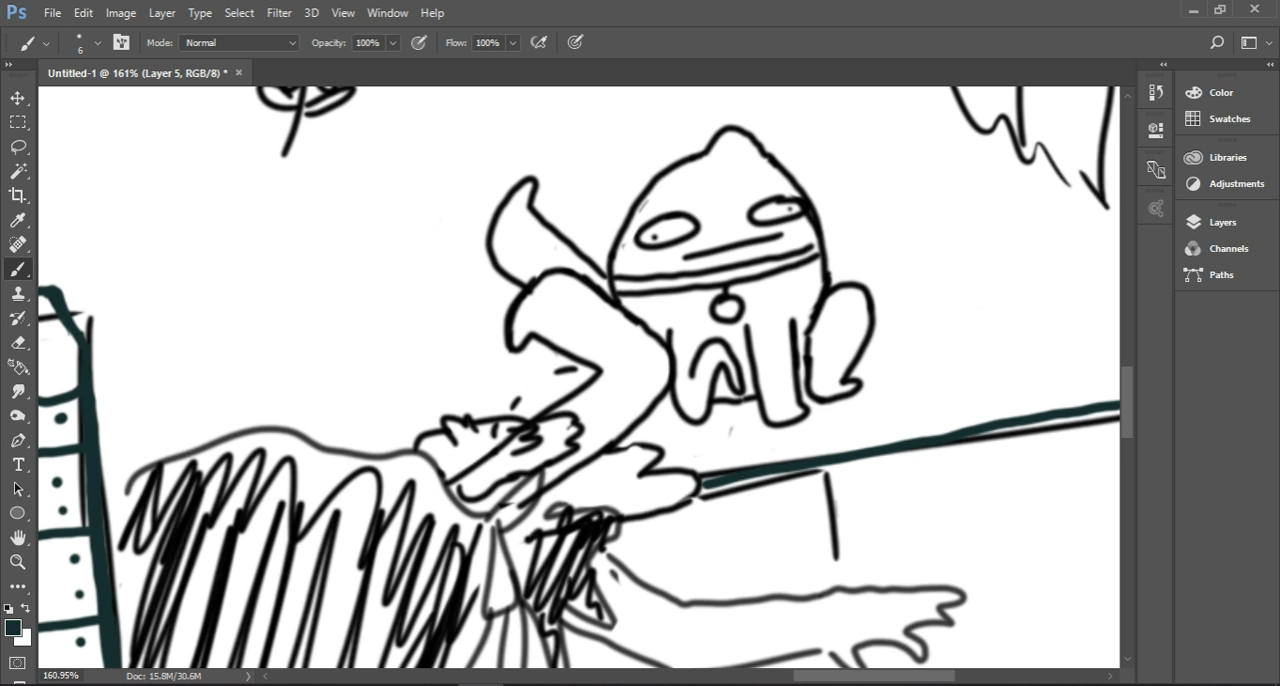 Ps File Edit Image Layer Type Select Filter 3D View Window Help
6 Mode: Normal Opacity: 100% Flow: 100%
Untitled-1 @ 161% (Layer 5, RGB/8) *
Color
Swatches
Libraries
Adjustments
Layers
Channels
Paths
160.95% Doc: 15.8M/30.6M